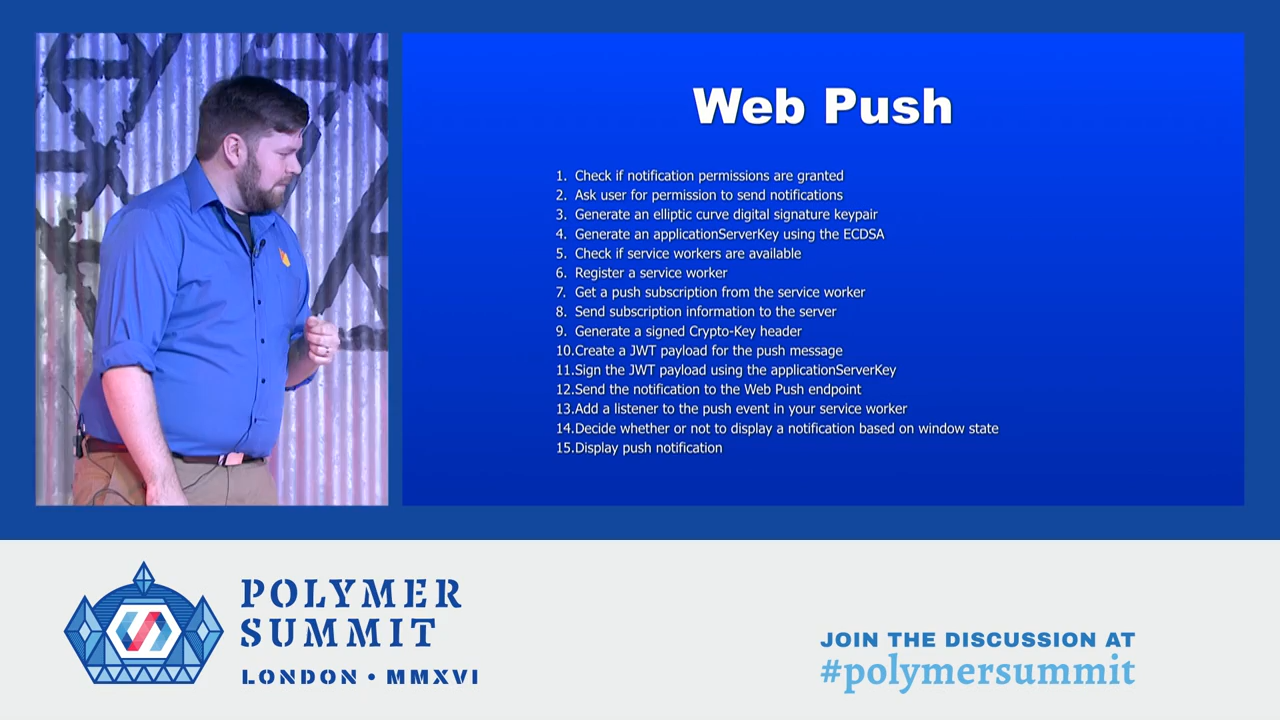 Web Push
1. Check if notification permissions are granted
2. Ask user for permission to send notifications
3. Generate an elliptic curve digital signature keypair
4. Generate an applicationServerKey using the ECDSA
5. Check if service workers are available
6. Register a service worker
7. Get a push subscription from the service worker
8. Send subscription information to the server
9. Generate a signed Crypto-Key header
10.Create a JWT payload for the push message
11.Sign the JWT payload using the applicationServerKey
12.Send the notification to the Web Push endpoint
13.Add a listener to the push event in your service worker
14.Decide whether or not to display a notification based on window state
15.Display push notification
POLYMER
SUMMIT
LONDON • MMXVI
JOIN THE DISCUSSION AT
#polymersummit